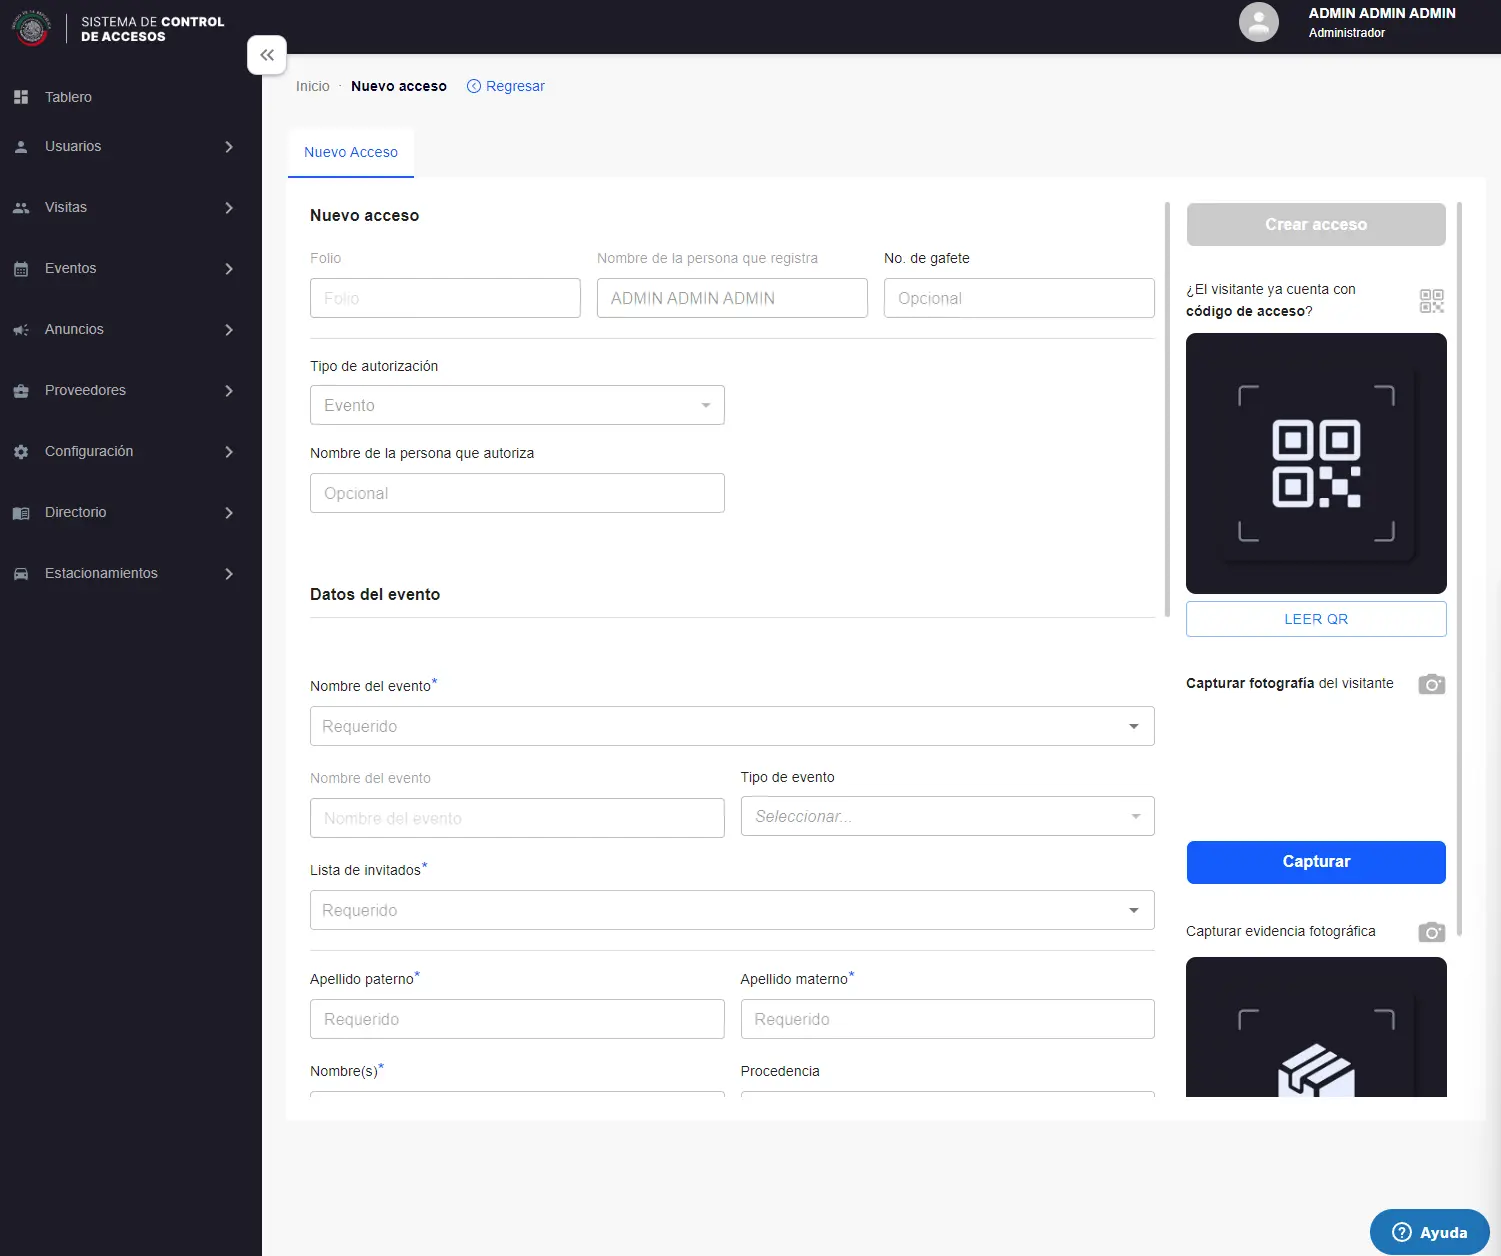 SISTEMA DE CONTROL
DE ACCESOS
ADMIN ADMIN ADMIN
Administrador
Tablero
Usuarios
Visitas
Eventos
Anuncios
Proveedores
Configuración
Directorio
Estacionamientos
Inicio · Nuevo acceso Regresar
Nuevo Acceso
Nuevo acceso
Folio
Nombre de la persona que registra
No. de gafete
Folio
ADMIN ADMIN ADMIN
Opcional
Tipo de autorización
Evento
Nombre de la persona que autoriza
Opcional
Datos del evento
Nombre del evento*
Requerido
Nombre del evento
Tipo de evento
Nombre del evento
Seleccionar...
Lista de invitados*
Requerido
Apellido paterno*
Apellido materno*
Requerido
Requerido
Nombre(s)*
Procedencia
Crear acceso
¿El visitante ya cuenta con
código de acceso?
LEER QR
Capturar fotografía del visitante
Capturar
Capturar evidencia fotográfica
Ayuda